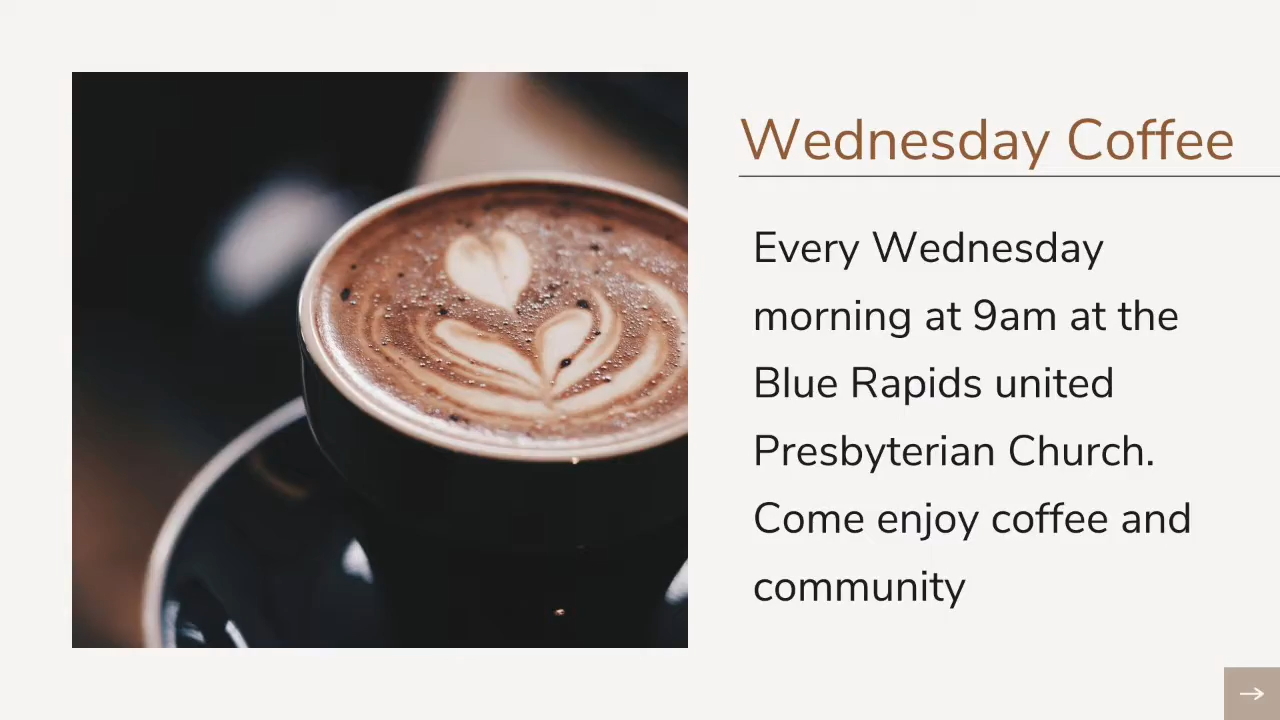 Wednesday Coffee
Every Wednesday
morning at 9am at the
Blue Rapids united
Presbyterian Church.
Come enjoy coffee and
community